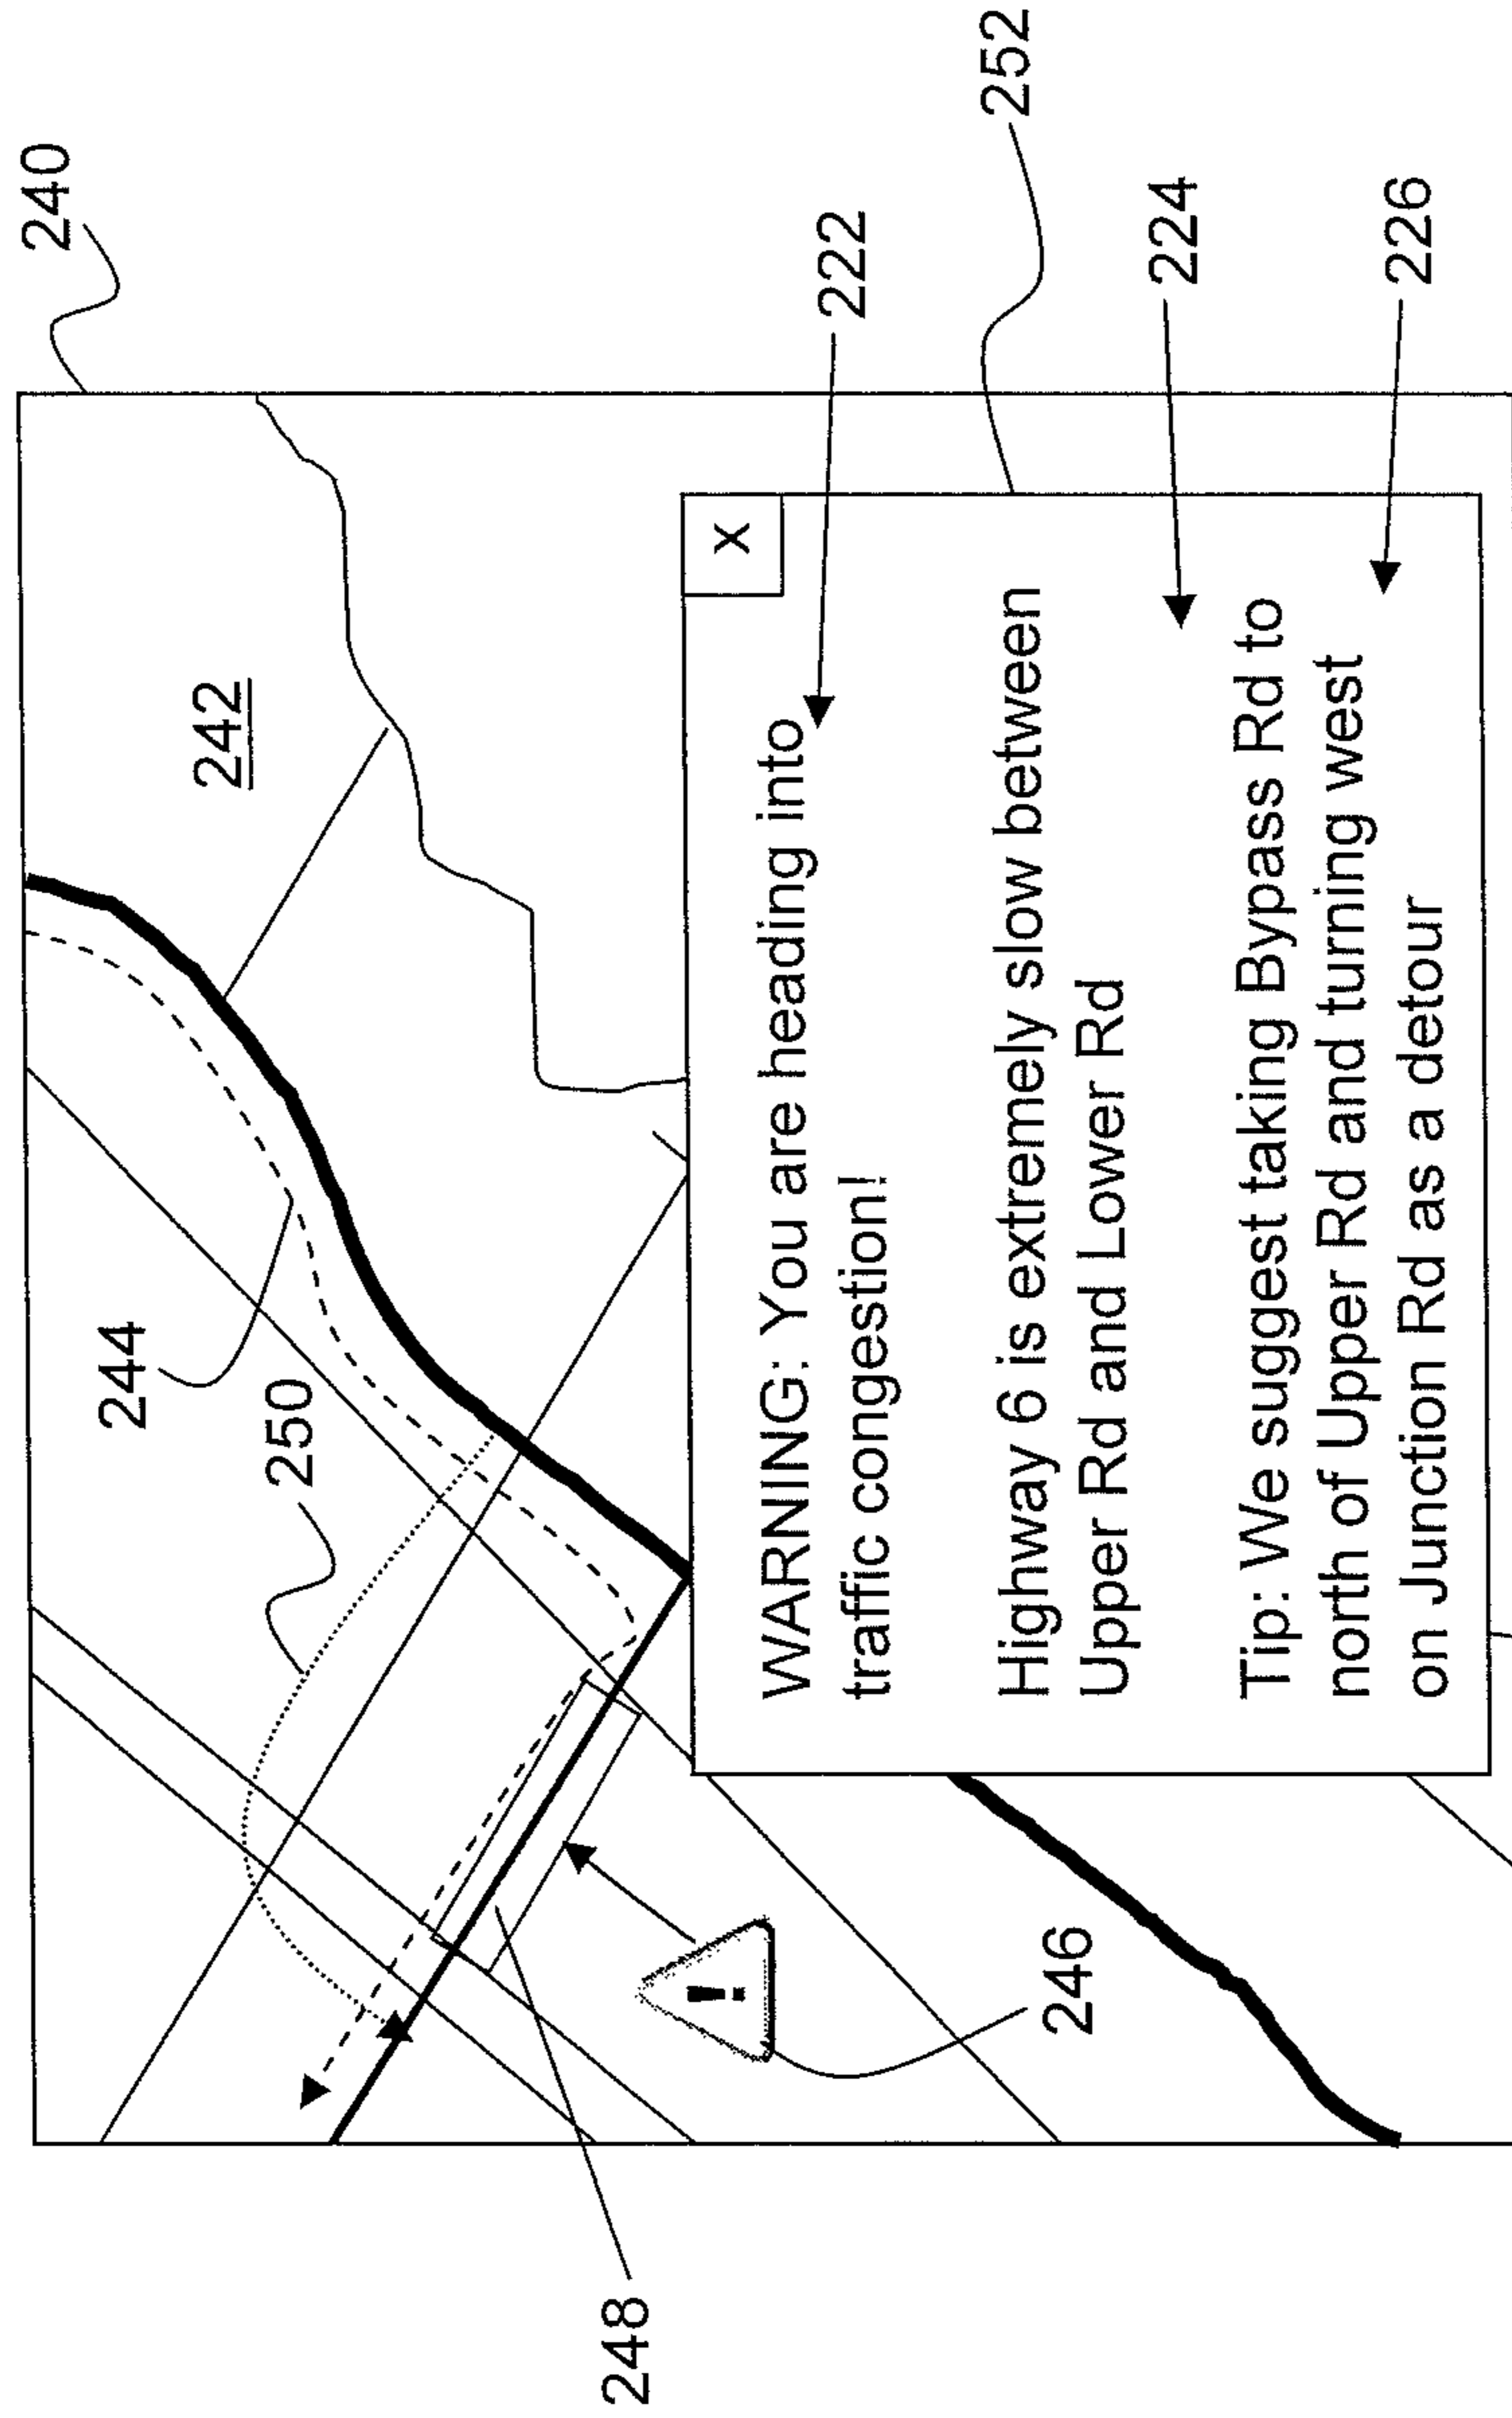 240
242
244
250
252
X
222
WARNING: You are heading into
traffic congestion!
224
Highway 6 is extremely slow between
Upper Rd and Lower Rd
226
Tip: We suggest taking Bypass Rd to
north of Upper Rd and turning west
on Junction Rd as a detour
!
246
248